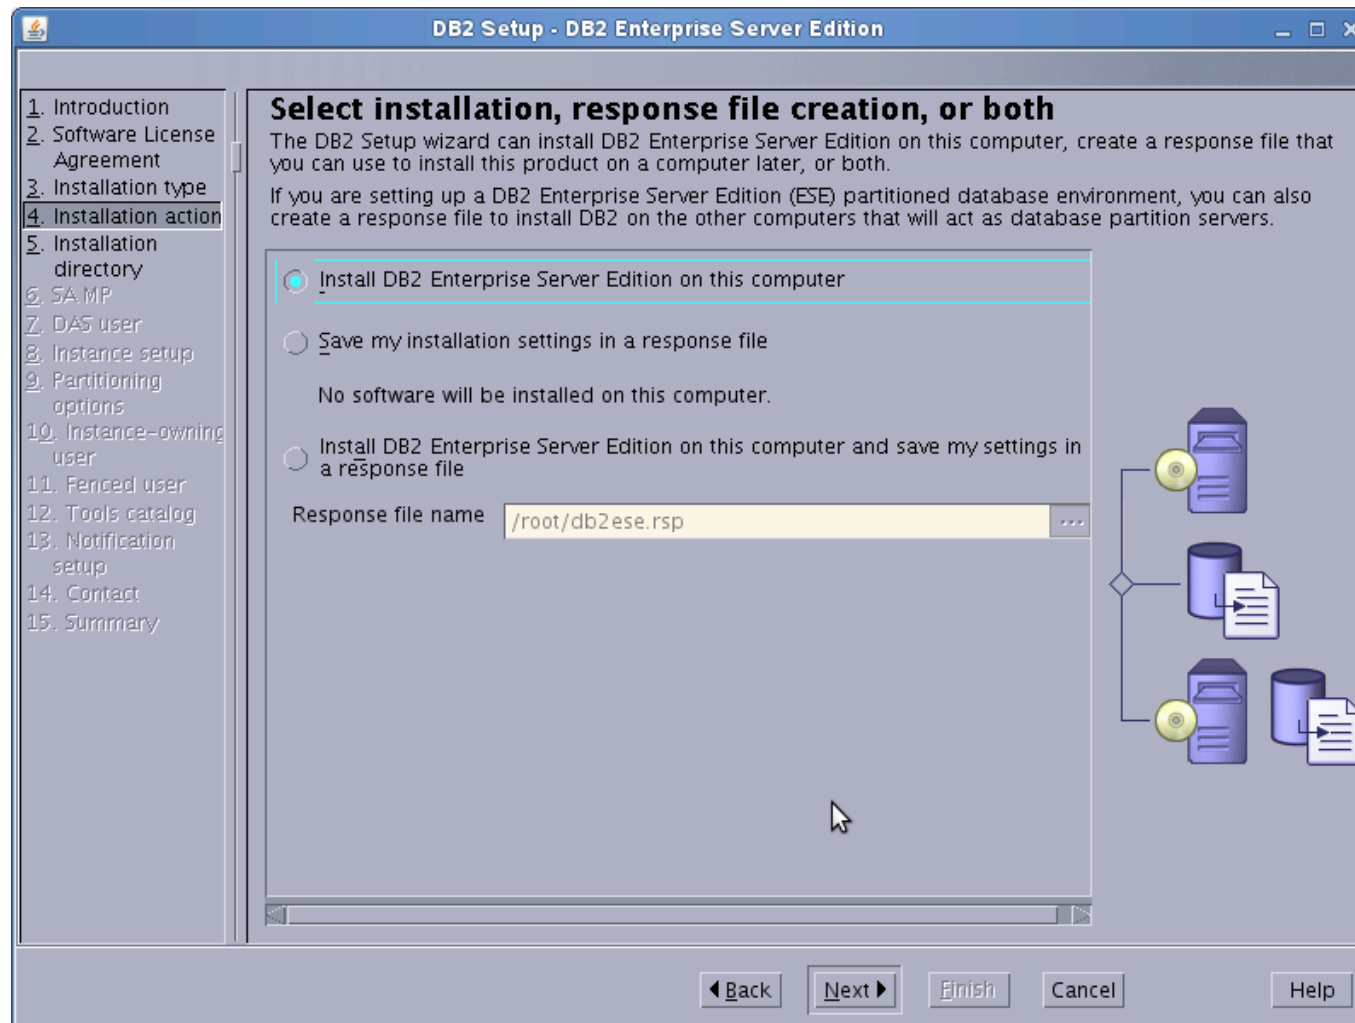 DB2 Setup - DB2 Enterprise Server Edition
1. Introduction
2. Software License
Agreement
3. Installation type
4. Installation action
5. Installation
directory
6. SA MP
7. DAS user
8. Instance setup
9. Partitioning
options
10. Instance-owning
user
11. Fenced user
12. Tools catalog
13. Notification
setup
14. Contact
15. Summary
Select installation, response file creation, or both
The DB2 Setup wizard can install DB2 Enterprise Server Edition on this computer, create a response file that
you can use to install this product on a computer later, or both.
If you are setting up a DB2 Enterprise Server Edition (ESE) partitioned database environment, you can also
create a response file to install DB2 on the other computers that will act as database partition servers.
Install DB2 Enterprise Server Edition on this computer
Save my installation settings in a response file
No software will be installed on this computer.
Install DB2 Enterprise Server Edition on this computer and save my settings in
a response file
Response file name /root/db2ese.rsp ...
Back Next Finish Cancel Help